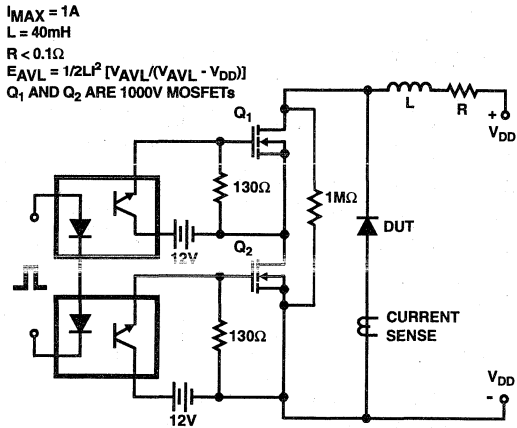 IMAX = 1A
L = 40mH
R < 0.1Ω
EAVL = 1/2LI² [VAVL/(VAVL - VDD)]
Q1 AND Q2 ARE 1000V MOSFETs
Q1
L
R
+
VDD
130Ω
1MΩ
12V
Q2
DUT
130Ω
CURRENT
SENSE
VDD
-
12V